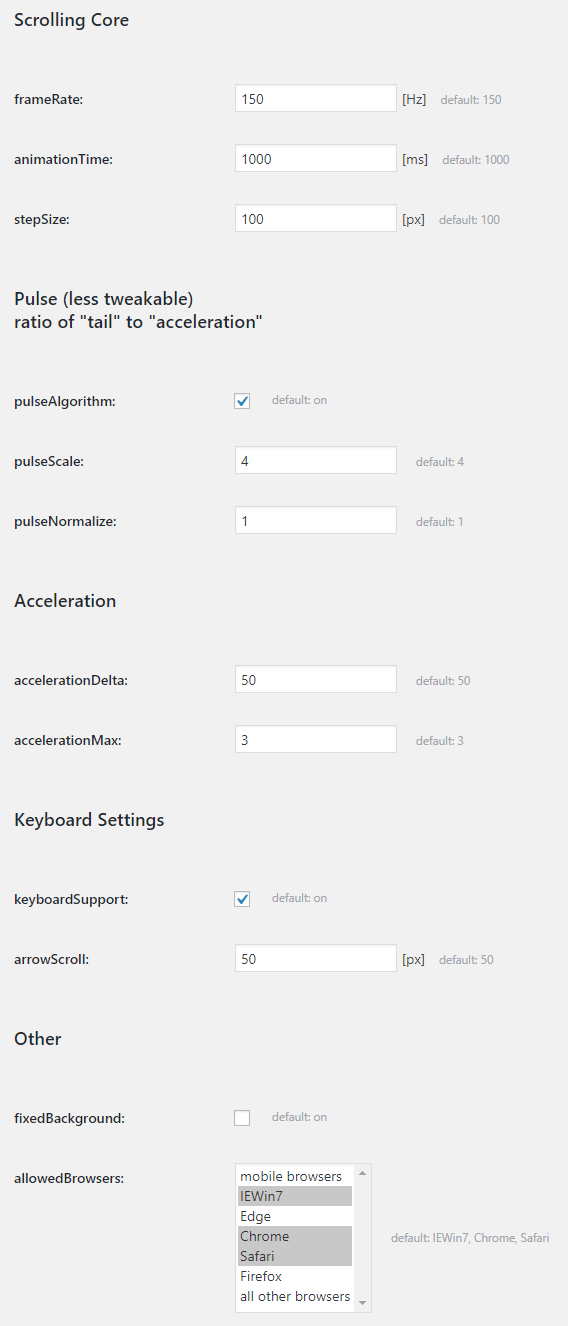 Scrolling Core
frameRate: 150 [Hz] default: 150
animationTime: 1000 [ms] default: 1000
stepSize: 100 [px] default: 100
Pulse (less tweakable)
ratio of "tail" to "acceleration"
pulseAlgorithm: default: on
pulseScale: 4 default: 4
pulseNormalize: 1 default: 1
Acceleration
accelerationDelta: 50 default: 50
accelerationMax: 3 default: 3
Keyboard Settings
keyboardSupport: default: on
arrowScroll: 50 [px] default: 50
Other
fixedBackground: default: on
allowedBrowsers: mobile browsers
IEWin7
Edge
Chrome default: IEWin7, Chrome, Safari
Safari
Firefox
all other browsers